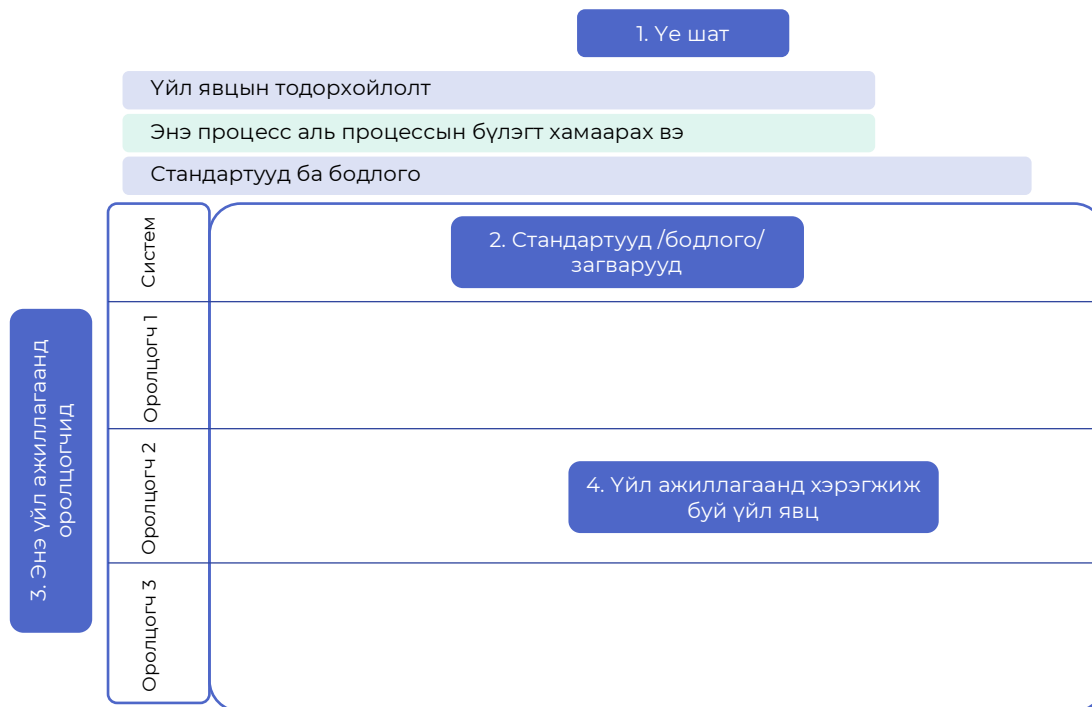 1. Үе шат
Үйл явцын тодорхойлолт
Энэ процесс аль процессын бүлэгт хамаарах вэ
Стандартууд ба бодлого
Систем
2. Стандартууд /бодлого/
загварууд
3. Энэ үйл ажиллагаанд
оролцогчид
Оролцогч 1
Оролцогч 2
4. Үйл ажиллагаанд хэрэгжиж
буй үйл явц
Оролцогч 3